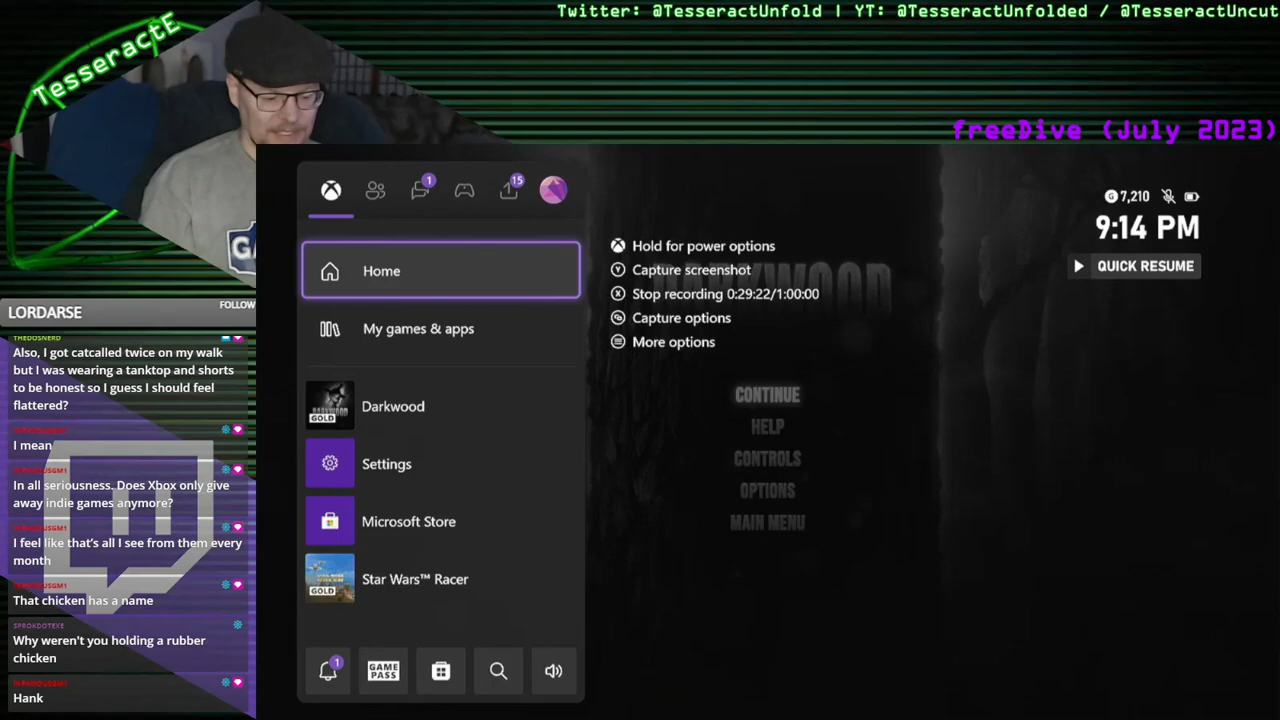 Twitter: @TesseractUnfold | YT: @TesseractUnfolded / @TesseractUncut
TesseractE
freeDive (July 2023)
1
15
7,210
9:14 PM
QUICK RESUME
Home
My games & apps
Darkwood
Settings
Microsoft Store
Star Wars™ Racer
DARKWOOD
GOLD
GOLD
1
GAME PASS
Hold for power options
Capture screenshot
Stop recording 0:29:22/1:00:00
Capture options
More options
DARKWOOD
CONTINUE
HELP
CONTROLS
OPTIONS
MAIN MENU
LORDARSE
FOLLOW
THEDOSNERD
Also, I got catcalled twice on my walk
but I was wearing a tanktop and shorts
to be honest so I guess I should feel
flattered?
I mean
In all seriousness. Does Xbox only give
away indie games anymore?
I feel like that's all I see from them every
month
That chicken has a name
SPROKDOTEXE
Why weren't you holding a rubber
chicken
Hank